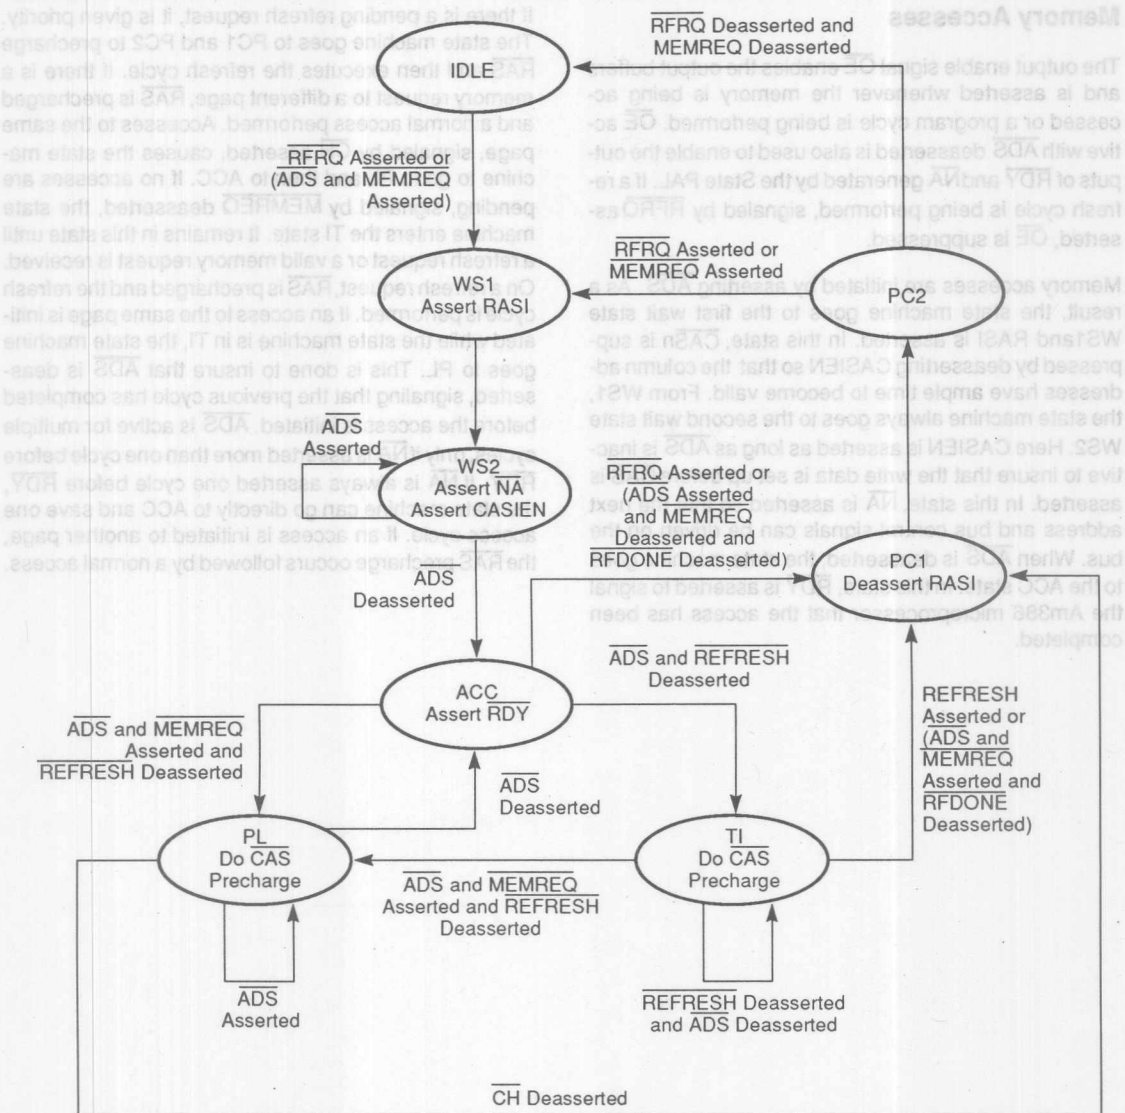 RFRQ Deasserted and
MEMREQ Deasserted
IDLE
RFRQ Asserted or
(ADS and MEMREQ
Asserted)
RFRQ Asserted or
MEMREQ Asserted
WS1
Assert RASI
PC2
ADS
Asserted
WS2
Assert NA
Assert CASIEN
RFRQ Asserted or
(ADS Asserted
and MEMREQ
Deasserted and
RFDONE Deasserted)
PC1
Deassert RASI
ADS
Deasserted
ADS and REFRESH
Deasserted
ACC
Assert RDY
ADS and MEMREQ
Asserted and
REFRESH Deasserted
REFRESH
Asserted or
(ADS and
MEMREQ
Asserted and
RFDONE
Deasserted)
ADS
Deasserted
PL
Do CAS
Precharge
TI
Do CAS
Precharge
ADS and MEMREQ
Asserted and REFRESH
Deasserted
ADS
Asserted
REFRESH Deasserted
and ADS Deasserted
CH Deasserted